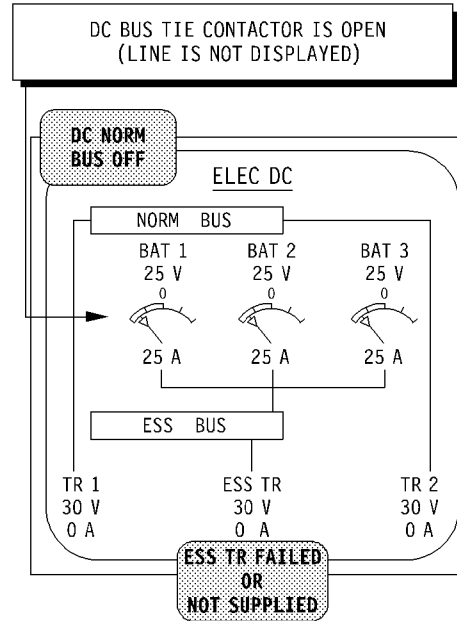 DC BUS TIE CONTACTOR IS OPEN
(LINE IS NOT DISPLAYED)
DC NORM
BUS OFF
ELEC DC
NORM BUS
BAT 1 BAT 2 BAT 3
25 V 25 V 25 V
0 0 0
25 A 25 A 25 A
ESS BUS
TR 1 ESS TR TR 2
30 V 30 V 30 V
0 A 0 A 0 A
ESS TR FAILED
OR
NOT SUPPLIED